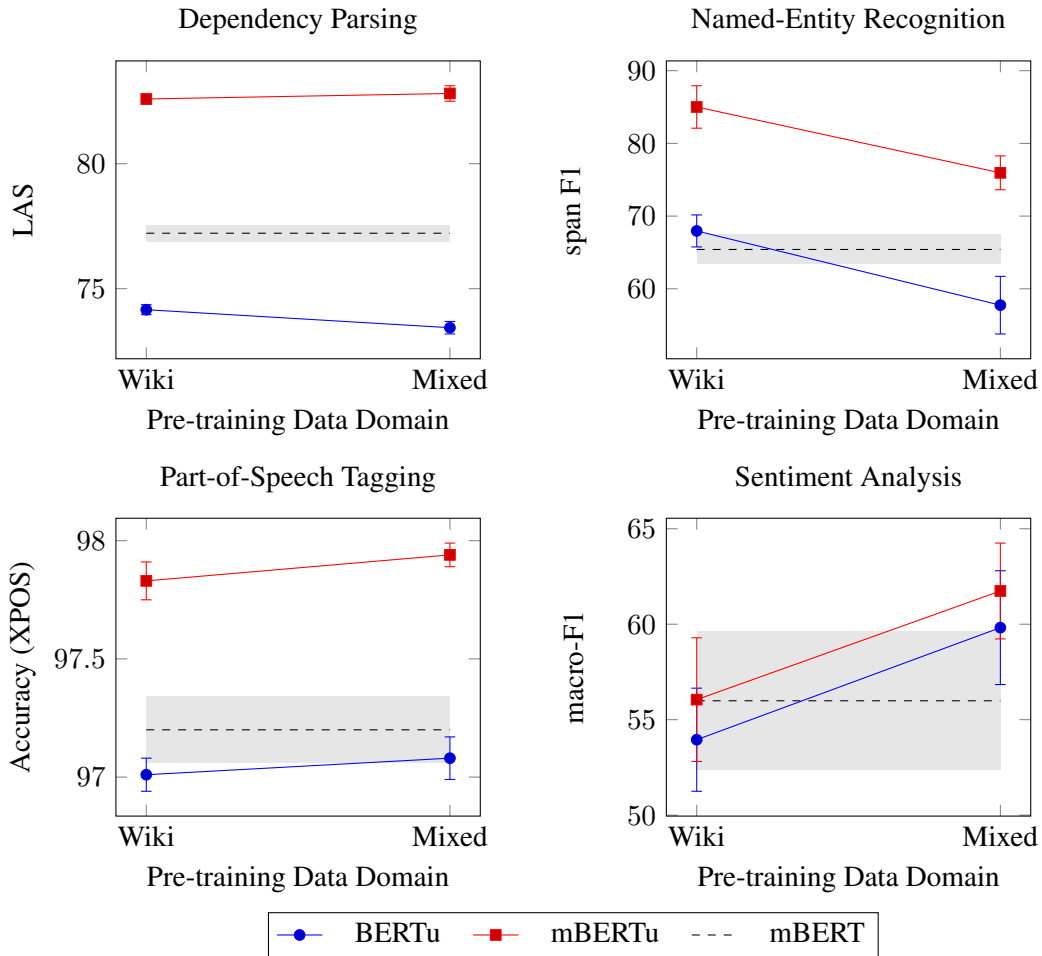 Dependency Parsing
LAS
80
75
Wiki Mixed
Pre-training Data Domain
Named-Entity Recognition
span F1
90
80
70
60
Wiki Mixed
Pre-training Data Domain
Part-of-Speech Tagging
Accuracy (XPOS)
98
97.5
97
Wiki Mixed
Pre-training Data Domain
Sentiment Analysis
macro-F1
65
60
55
50
Wiki Mixed
Pre-training Data Domain
BERTu mBERTu mBERT